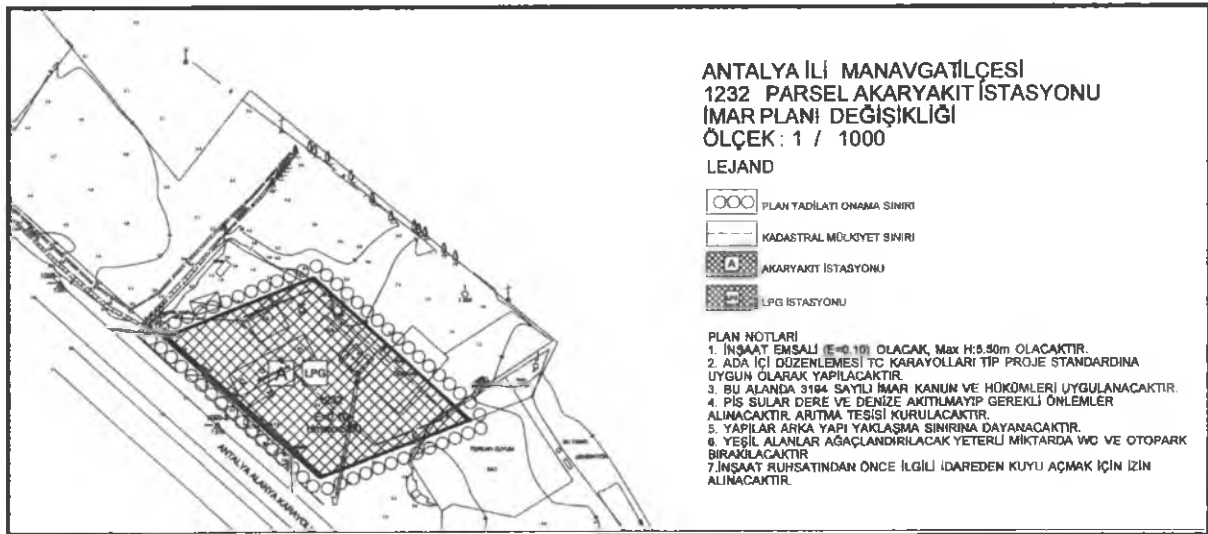 ANTALYA İLİ MANAVGATİLÇESİ
1232 PARSEL AKARYAKIT İSTASYONU
İMAR PLANI DEĞİŞİKLİĞİ
ÖLÇEK : 1 / 1000
LEJAND
PLAN TADİLATI ONAMA SINIRI
KADASTRAL MÜLKİYET SINIRI
A AKARYAKIT İSTASYONU
LPG LPG İSTASYONU
PLAN NOTLARI
1. İNŞAAT EMSALİ (E=0.10) OLACAK, Max H:5.50m OLACAKTIR.
2. ADA İÇİ DÜZENLEMESİ TC KARAYOLLARI TİP PROJE STANDARDINA
UYGUN OLARAK YAPILACAKTIR.
3. BU ALANDA 3194 SAYILI İMAR KANUN VE HÜKÜMLERİ UYGULANACAKTIR.
4. PİS SULAR DERE VE DENİZE AKITILMAYIP GEREKLİ ÖNLEMLER
ALINACAKTIR. ARITMA TESİSİ KURULACAKTIR.
5. YAPILAR ARKA YAPI YAKLAŞMA SINIRINA DAYANACAKTIR.
6. YEŞİL ALANLAR AĞAÇLANDIRILACAK YETERLİ MİKTARDA WC VE OTOPARK
BIRAKILACAKTIR
7.İNŞAAT RUHSATINDAN ÖNCE İLGİLİ İDAREDEN KUYU AÇMAK İÇİN İZİN
ALINACAKTIR.
A
LPG
1232
E=0.10
ANTALYA ALANYA KARAYOLU